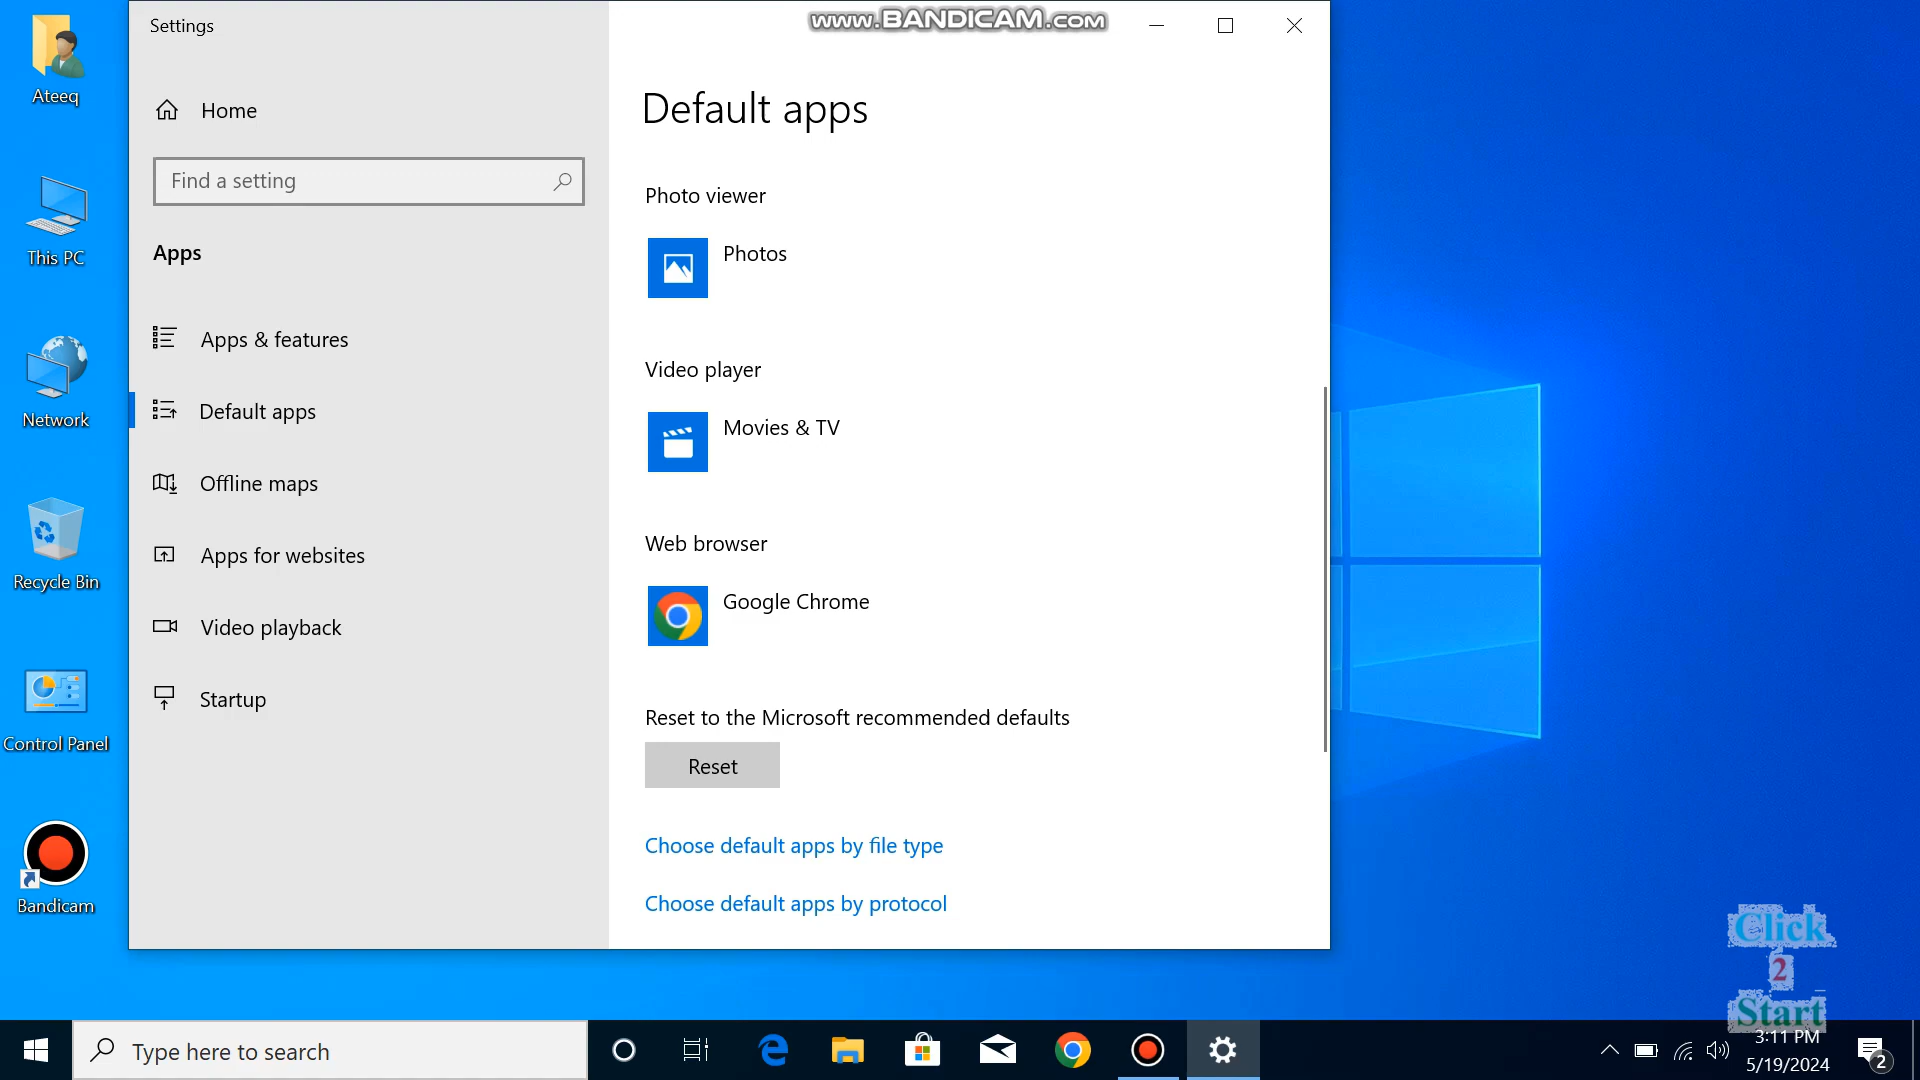 www.BANDICAM.com
Settings
Home
Find a setting
Apps
Apps & features
Default apps
Offline maps
Apps for websites
Video playback
Startup
Default apps
Photo viewer
Photos
Video player
Movies & TV
Web browser
Google Chrome
Reset to the Microsoft recommended defaults
Reset
Choose default apps by file type
Choose default apps by protocol
Ateeq
This PC
Network
Recycle Bin
Control Panel
Bandicam
Click
2
Start
Type here to search
3:11 PM
5/19/2024
2